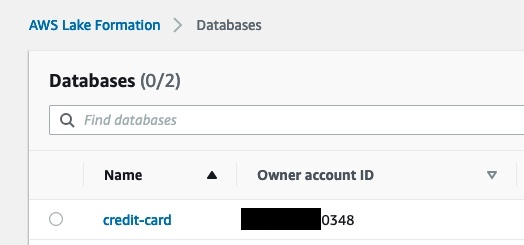 AWS Lake Formation > Databases
Databases (0/2)
Find databases
Name Owner account ID
credit-card 0348